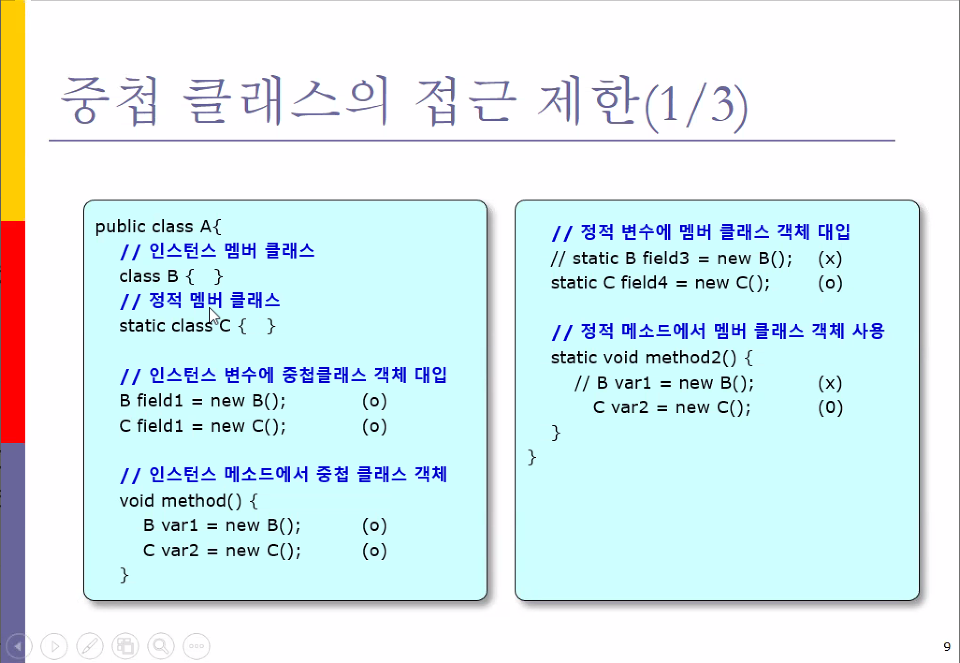 중첩 클래스의 접근 제한(1/3)
public class A{
// 인스턴스 멤버 클래스
class B {   }
// 정적 멤버 클래스
static class C {   }
// 인스턴스 변수에 중첩클래스 객체 대입
B field1 = new B();   (o)
C field1 = new C();   (o)
// 인스턴스 메소드에서 중첩 클래스 객체
void method() {
B var1 = new B();   (o)
C var2 = new C();   (o)
}
// 정적 변수에 멤버 클래스 객체 대입
// static B field3 = new B();   (x)
static C field4 = new C();   (o)
// 정적 메소드에서 멤버 클래스 객체 사용
static void method2() {
// B var1 = new B();   (x)
C var2 = new C();   (0)
}
}
9